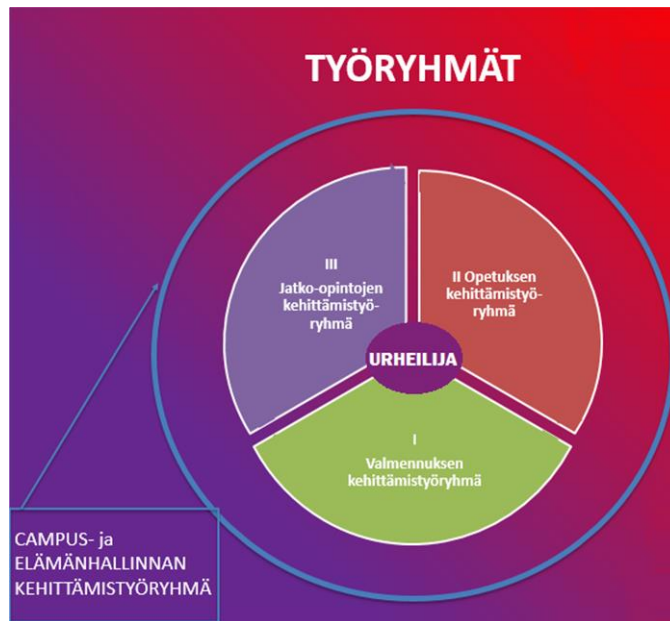 TYÖRYHMÄT
III
Jatko-opintojen
kehittämistyö-
ryhmä
II Opetuksen
kehittämistyö-
ryhmä
URHEILIJA
I
Valmennuksen
kehittämistyöryhmä
CAMPUS- ja
ELÄMÄNHALLINNAN
KEHITTÄMISTYÖRYHMÄ